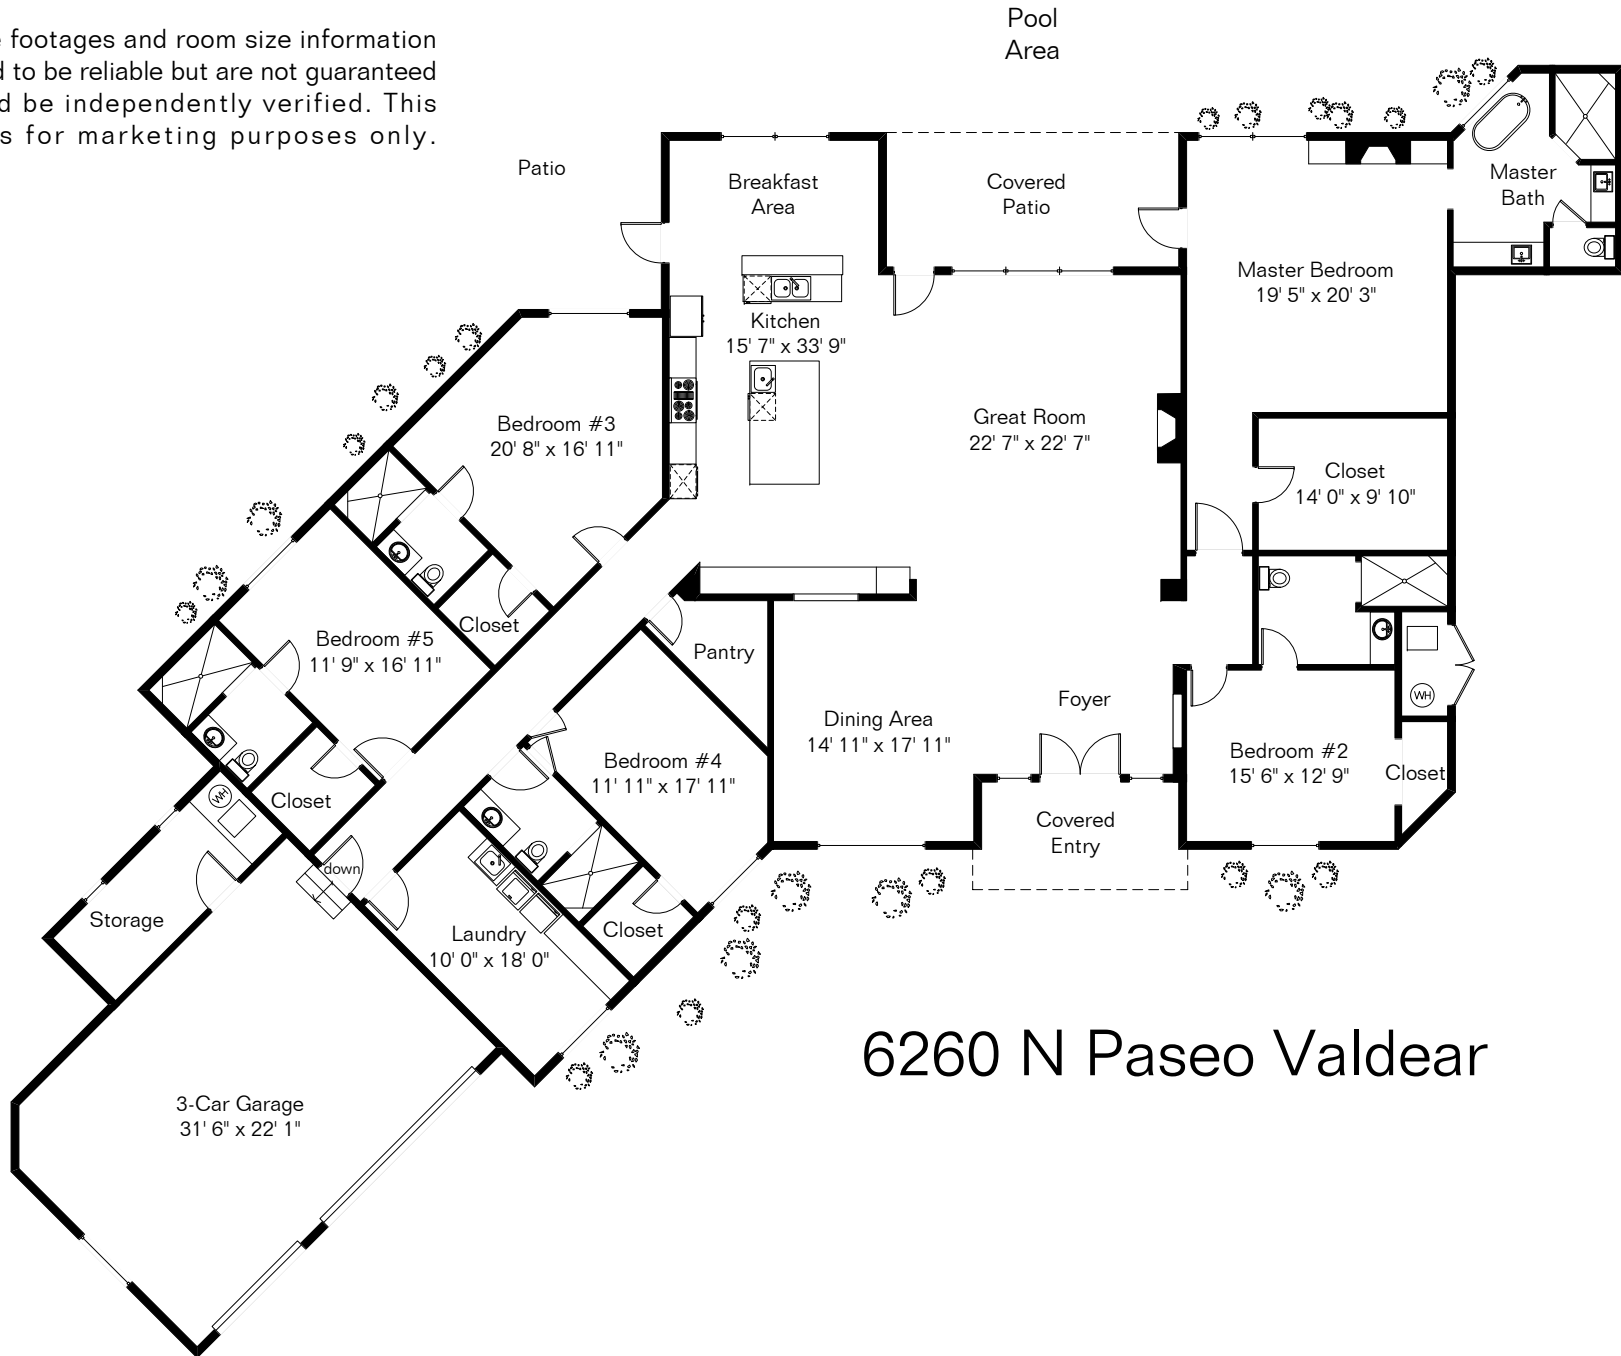 footages and room size information
to be reliable but are not guaranteed
be independently verified. This
for marketing purposes only.
Pool
Area
Patio
Breakfast
Area
Covered
Patio
Master
Bath
Master Bedroom
19' 5" x 20' 3"
Kitchen
15' 7" x 33' 9"
Bedroom #3
20' 8" x 16' 11"
Great Room
22' 7" x 22' 7"
Closet
14' 0" x 9' 10"
Closet
Bedroom #5
11' 9" x 16' 11"
Pantry
WH
Foyer
Dining Area
14' 11" x 17' 11"
Bedroom #4
11' 11" x 17' 11"
Bedroom #2
15' 6" x 12' 9"
Closet
WH
Closet
Covered
Entry
down
Storage
Laundry
10' 0" x 18' 0"
Closet
6260 N Paseo Valdear
3-Car Garage
31' 6" x 22' 1"